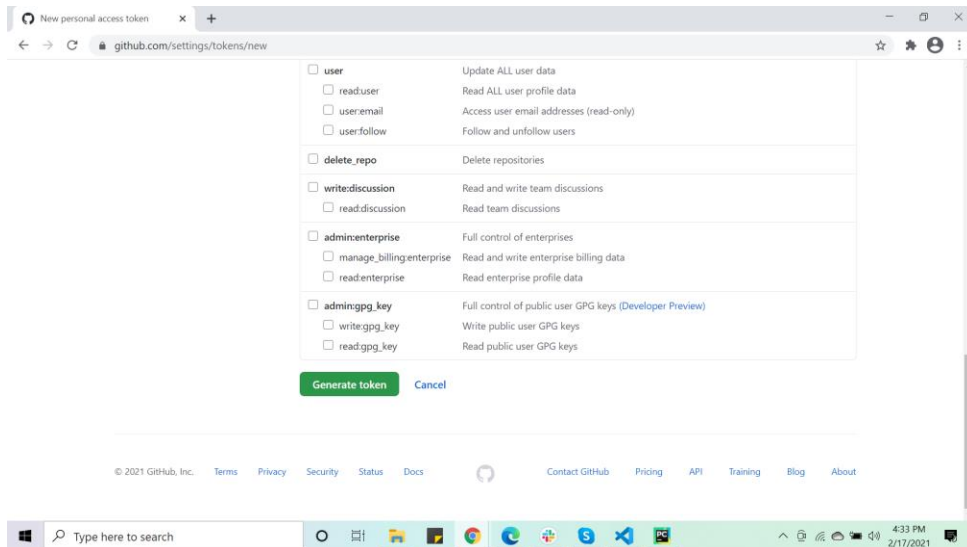 New personal access token
github.com/settings/tokens/new
user Update ALL user data
read:user Read ALL user profile data
user:email Access user email addresses (read-only)
user:follow Follow and unfollow users
delete_repo Delete repositories
write:discussion Read and write team discussions
read:discussion Read team discussions
admin:enterprise Full control of enterprises
manage_billing:enterprise Read and write enterprise billing data
read:enterprise Read enterprise profile data
admin:gpg_key Full control of public user GPG keys (Developer Preview)
write:gpg_key Write public user GPG keys
read:gpg_key Read public user GPG keys
Generate token Cancel
© 2021 GitHub, Inc. Terms Privacy Security Status Docs Contact GitHub Pricing API Training Blog About
Type here to search
4:33 PM
2/17/2021